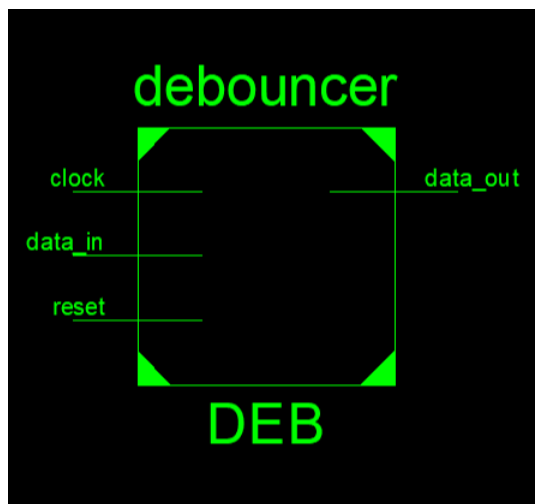 debouncer
clock
data_out
data_in
reset
DEB